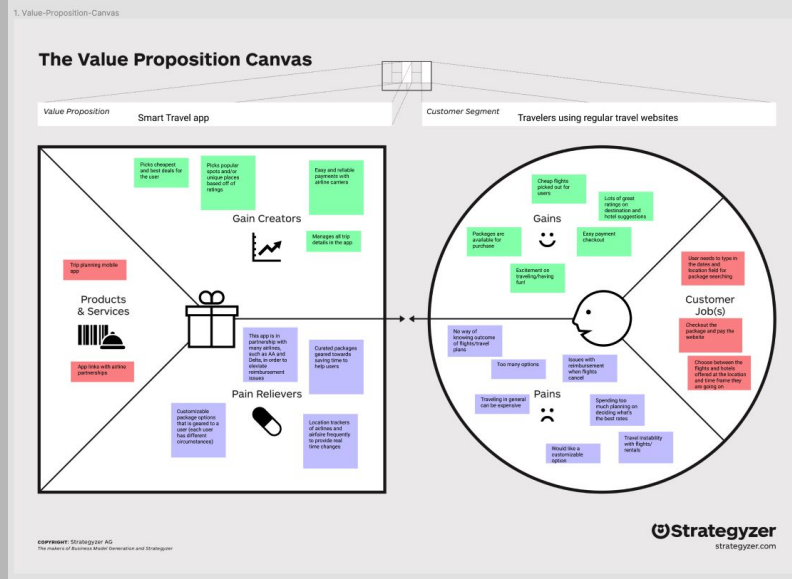 1. Value-Proposition-Canvas
The Value Proposition Canvas
Value Proposition
Smart Travel app
Customer Segment
Travelers using regular travel websites
Picks cheapest
and best deals for
the user
Picks popular
spots and/or
unique places
based off of
ratings
Easy and reliable
payments with
airline carriers
Gain Creators
Manages all trip
details in the app
Trip planning mobile
app
Products
& Services
App links with airline
partnerships
This app is in
partnership with
many airlines,
such as AA and
Delta, in order to
eleviate
reimbursement
issues
Curated packages
geared towards
saving time to
help users
Pain Relievers
Customizable
package options
that is geared to a
user (each user
has different
circumstances)
Location trackers
of airlines and
airfare frequently
to provide real
time changes
Cheap flights
picked out for
users
Lots of great
ratings on
destination and
hotel suggestions
Gains
Packages are
available for
purchase
Easy payment
checkout
Excitement on
traveling/having
fun!
User needs to type in
the dates and
location field for
package searching
Customer
Job(s)
Checkout the
package and pay the
website
Choose between the
flights and hotels
offered at the location
and time frame they
are going on
No way of
knowing outcome
of flights/travel
plans
Too many options
Issued with
reimbursement
when flights
cancel
Pains
Traveling in general
can be expensive
Spending too
much planning on
deciding what's
the best rates
Would like a
customizable
option
Travel instability
with flights/
rentals
COPYRIGHT: Strategyzer AG
The makers of Business Model Generation and Strategyzer
Strategyzer
strategyzer.com